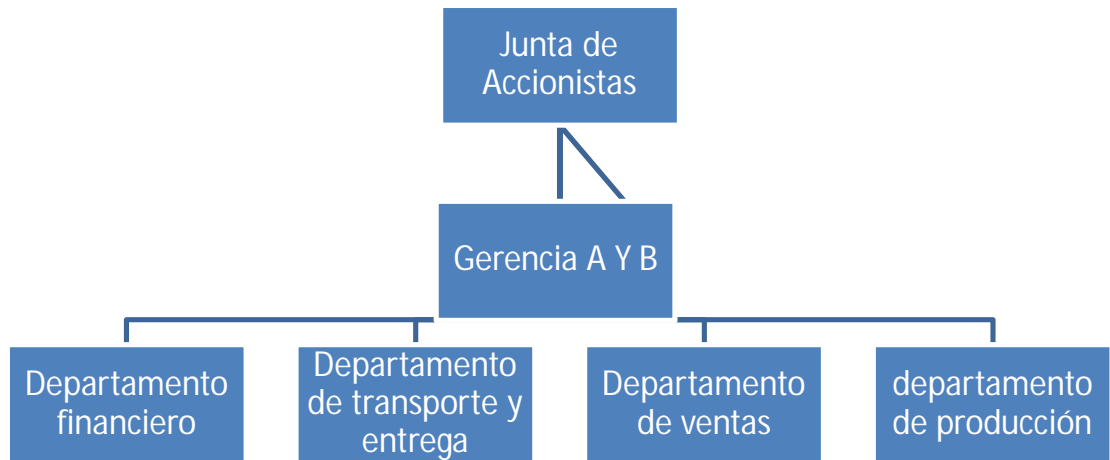 Junta de
Accionistas
Gerencia A Y B
Departamento
financiero
Departamento
de transporte y
entrega
Departamento
de ventas
departamento
de producción